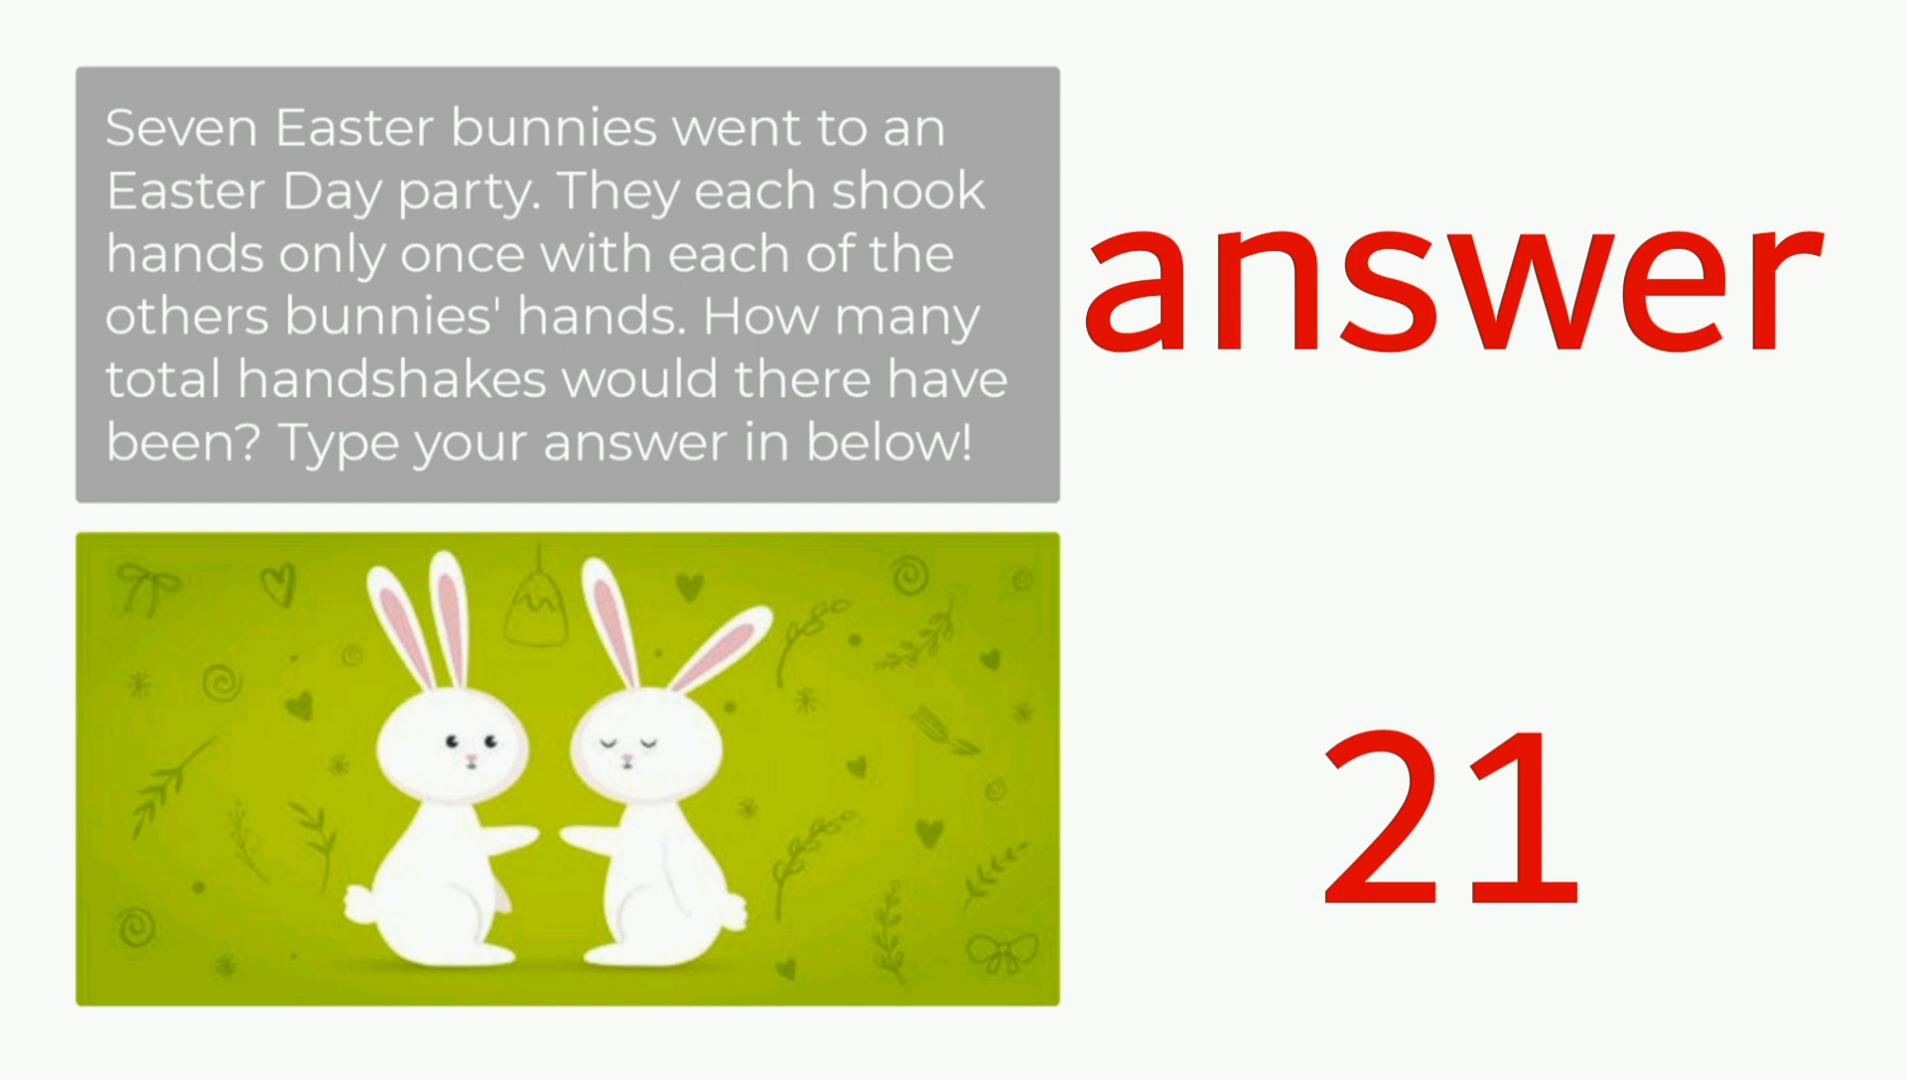 Seven Easter bunnies went to an
Easter Day party. They each shook
hands only once with each of the
others bunnies' hands. How many
total handshakes would there have
been? Type your answer in below!
answer
21